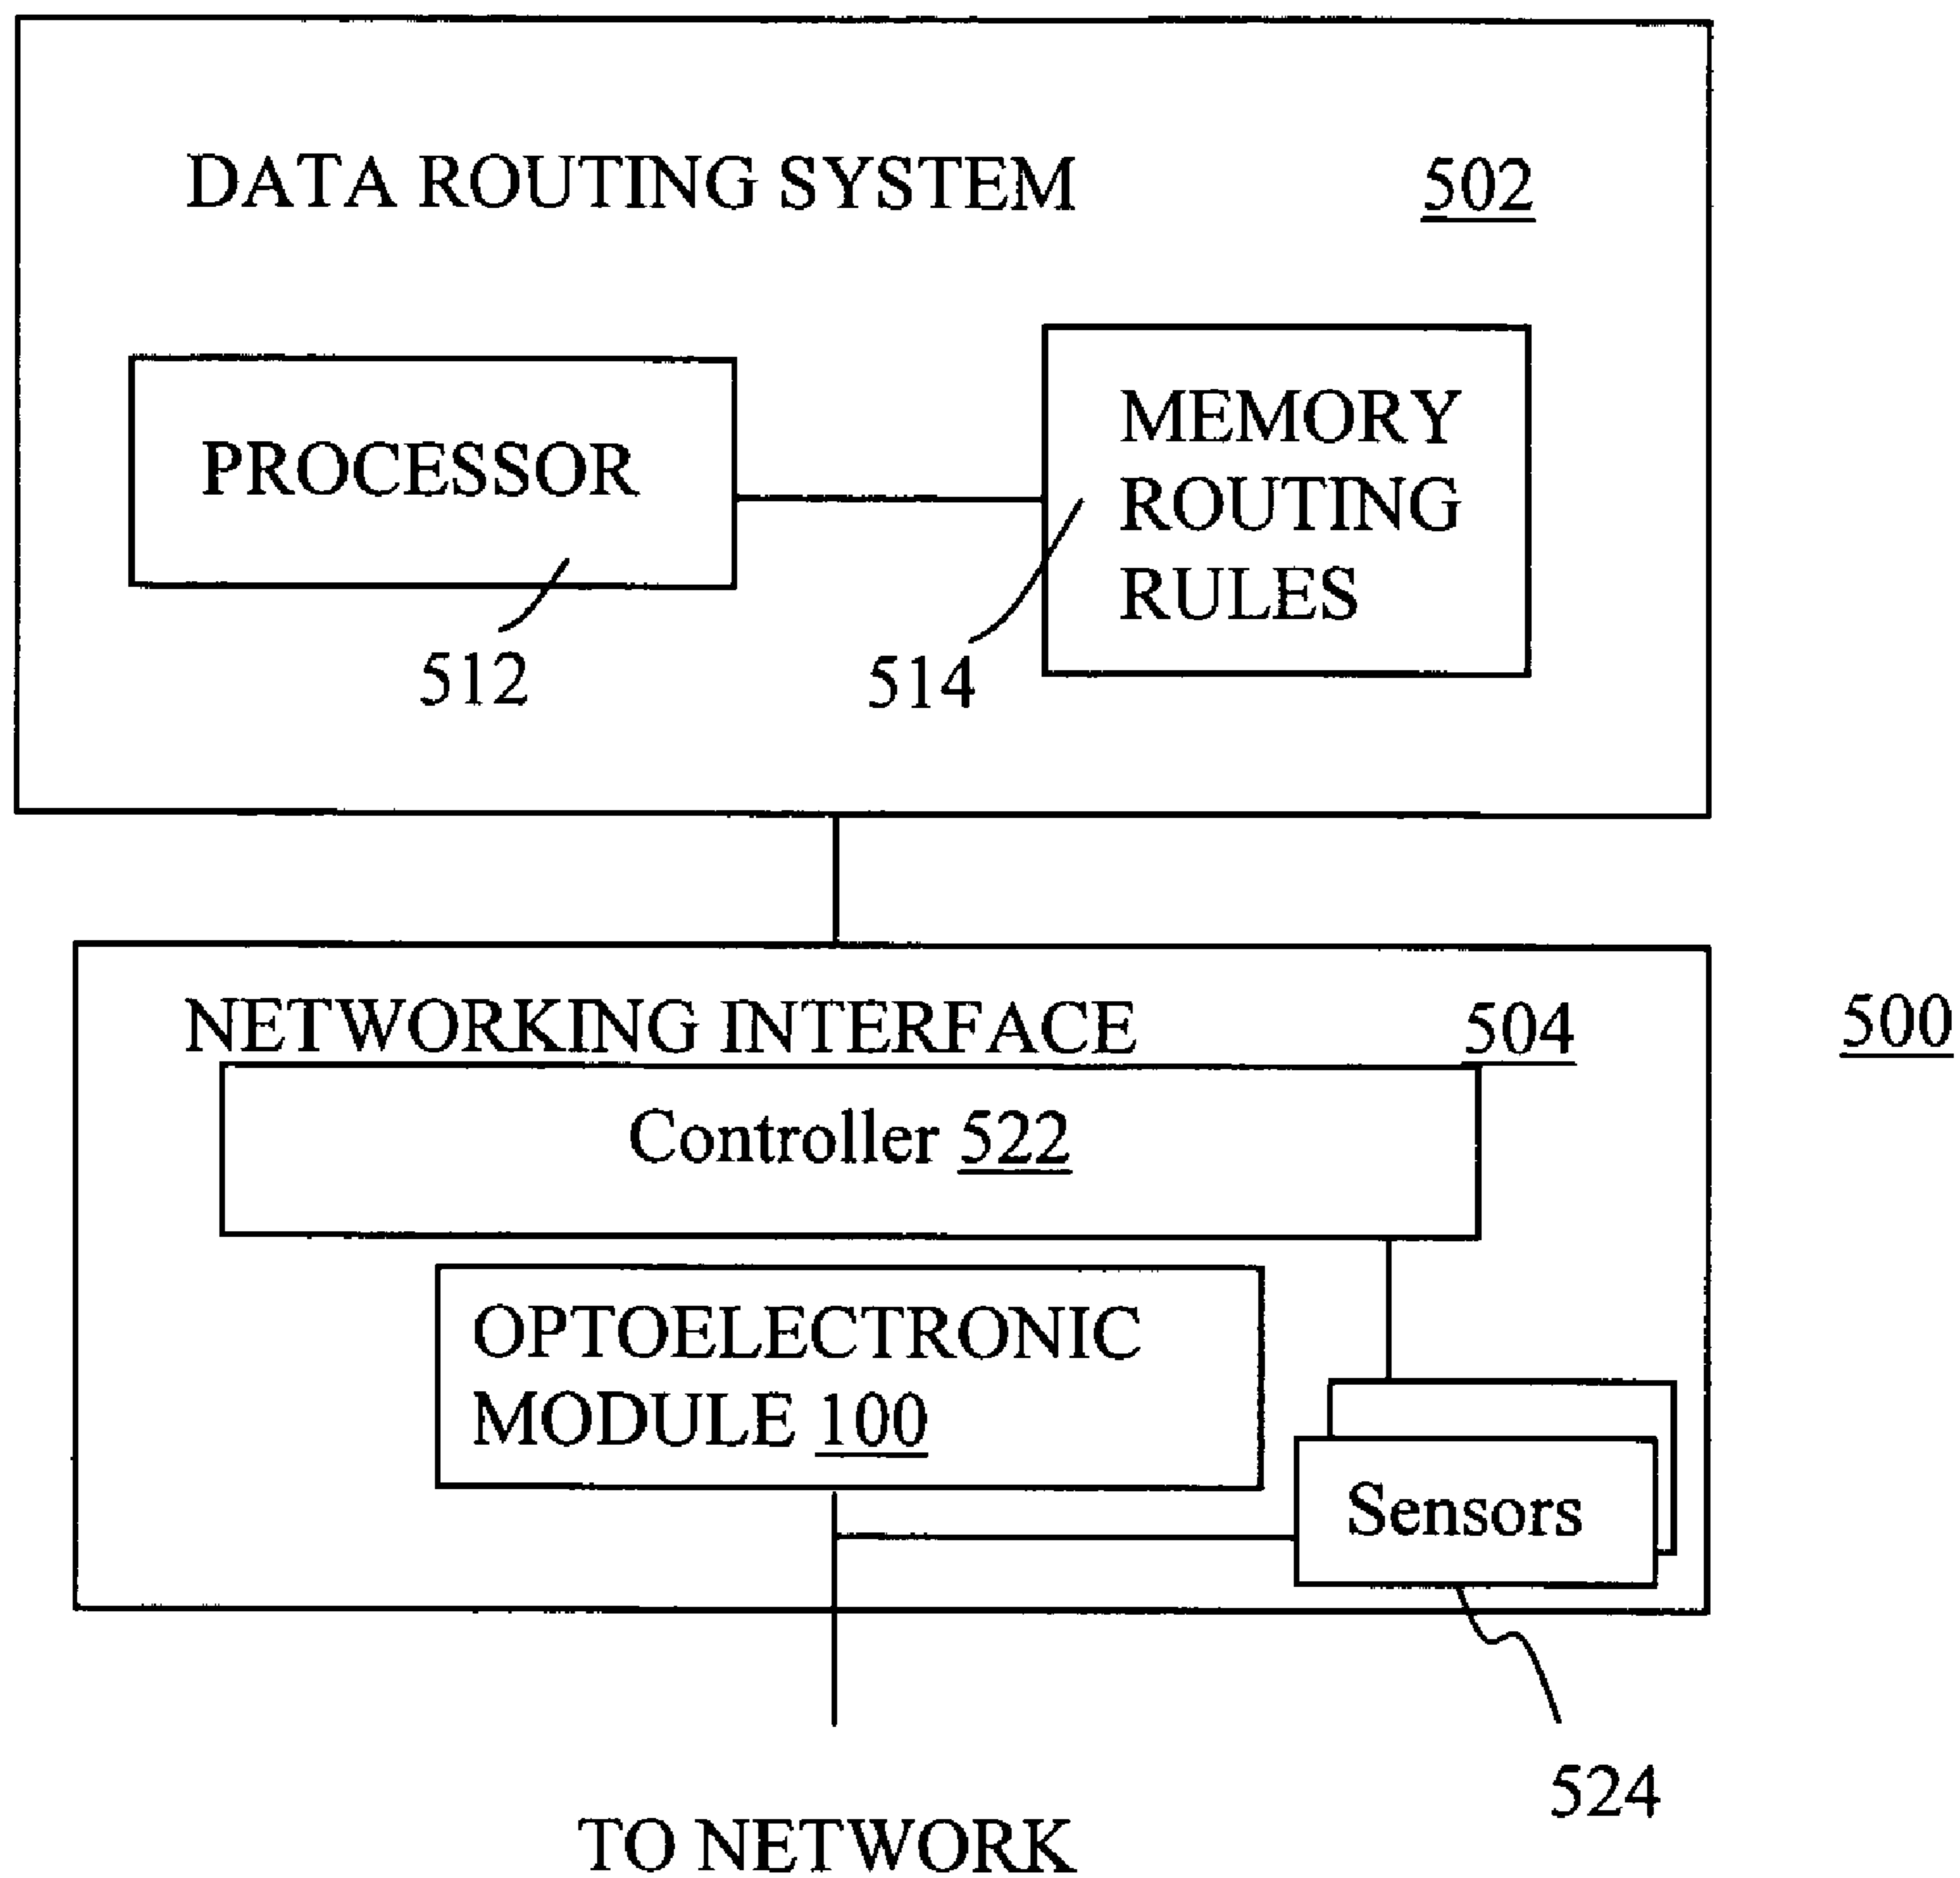 DATA ROUTING SYSTEM 502
PROCESSOR
MEMORY
ROUTING
RULES
512
514
NETWORKING INTERFACE 504
500
Controller 522
OPTOELECTRONIC
MODULE 100
Sensors
524
TO NETWORK